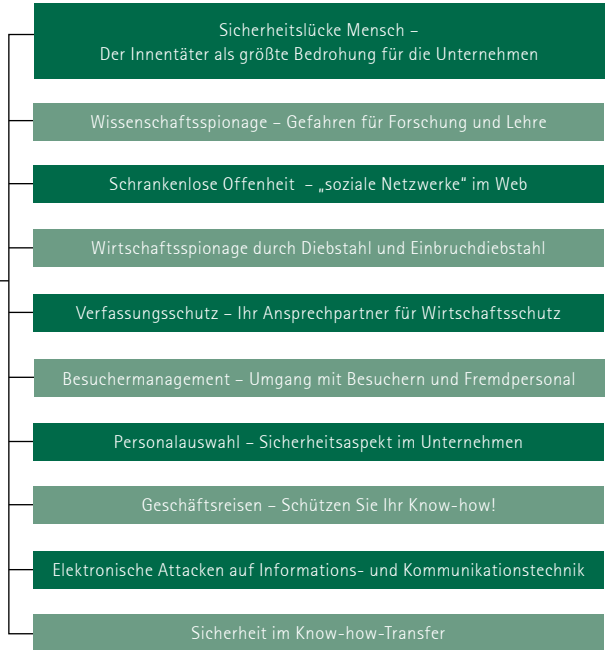 Sicherheitslücke Mensch –
Der Innentäter als größte Bedrohung für die Unternehmen
Wissenschaftsspionage – Gefahren für Forschung und Lehre
Schrankenlose Offenheit – „soziale Netzwerke“ im Web
Wirtschaftsspionage durch Diebstahl und Einbruchdiebstahl
Verfassungsschutz – Ihr Ansprechpartner für Wirtschaftsschutz
Besuchermanagement – Umgang mit Besuchern und Fremdpersonal
Personalauswahl – Sicherheitsaspekt im Unternehmen
Geschäftsreisen – Schützen Sie Ihr Know-how!
Elektronische Attacken auf Informations- und Kommunikationstechnik
Sicherheit im Know-how-Transfer